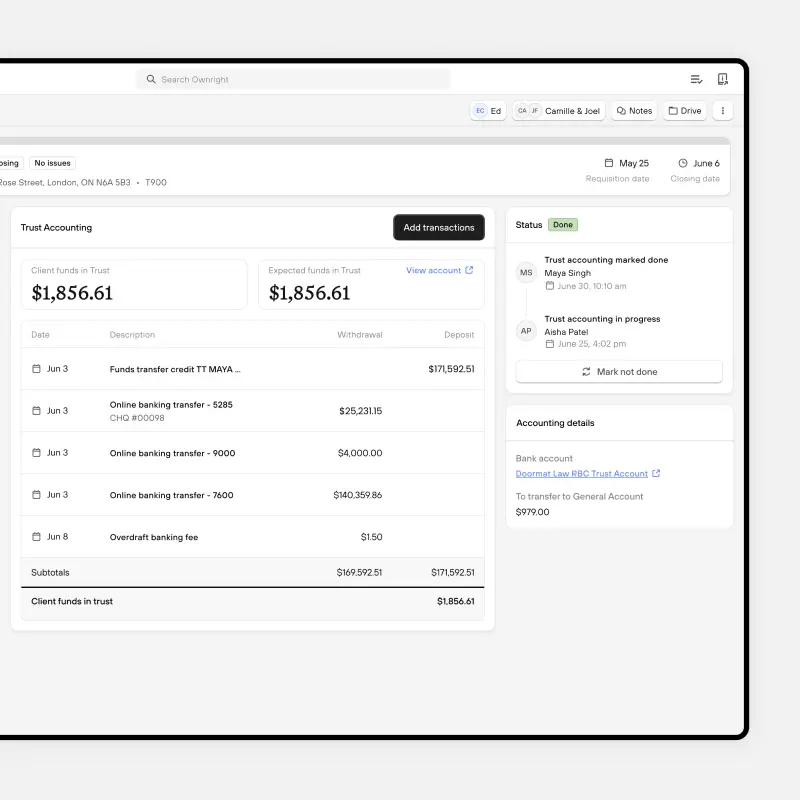 Search Ownright
EC Ed
CA JF Camille & Joel
Notes
Drive
No issues
May 25
Requisition date
June 6
Closing date
Street, London, ON N6A 5B3 • T900
Trust Accounting
Add transactions
Client funds in Trust
$1,856.61
Expected funds in Trust
View account
$1,856.61
Date Description Withdrawal Deposit
Jun 3 Funds transfer credit TT MAYA ... $171,592.51
Jun 3 Online banking transfer - 5285 $25,231.15
CHQ #00098
Jun 3 Online banking transfer - 9000 $4,000.00
Jun 3 Online banking transfer - 7600 $140,359.86
Jun 8 Overdraft banking fee $1.50
Subtotals $169.592.51 $171,592.51
Client funds in trust $1,856.61
Status Done
MS
Trust accounting marked done
Maya Singh
June 30, 10:10 am
AP
Trust accounting in progress
Aisha Patel
June 25, 4:02 pm
Mark not done
Accounting details
Bank account
Doormat Law RBC Trust Account
To transfer to General Account
$979.00